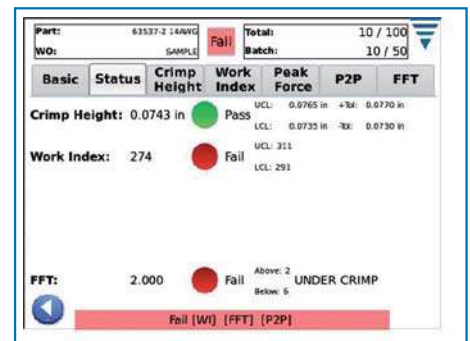 Part: 63537-2 14AWG Fail Total: 10 / 100
WO: SAMPLE Batch: 10 / 50
Basic Status Crimp Height Work Index Peak Force P2P FFT
Crimp Height: 0.0743 in Pass UCL: 0.0765 in +Tol: 0.0770 in
LCL: 0.0735 in -Tol: 0.0730 in
Work Index: 274 Fail UCL: 311
LCL: 291
FFT: 2.000 Fail Above: 2 UNDER CRIMP
Below: 6
Fail [WI] [FFT] [P2P]